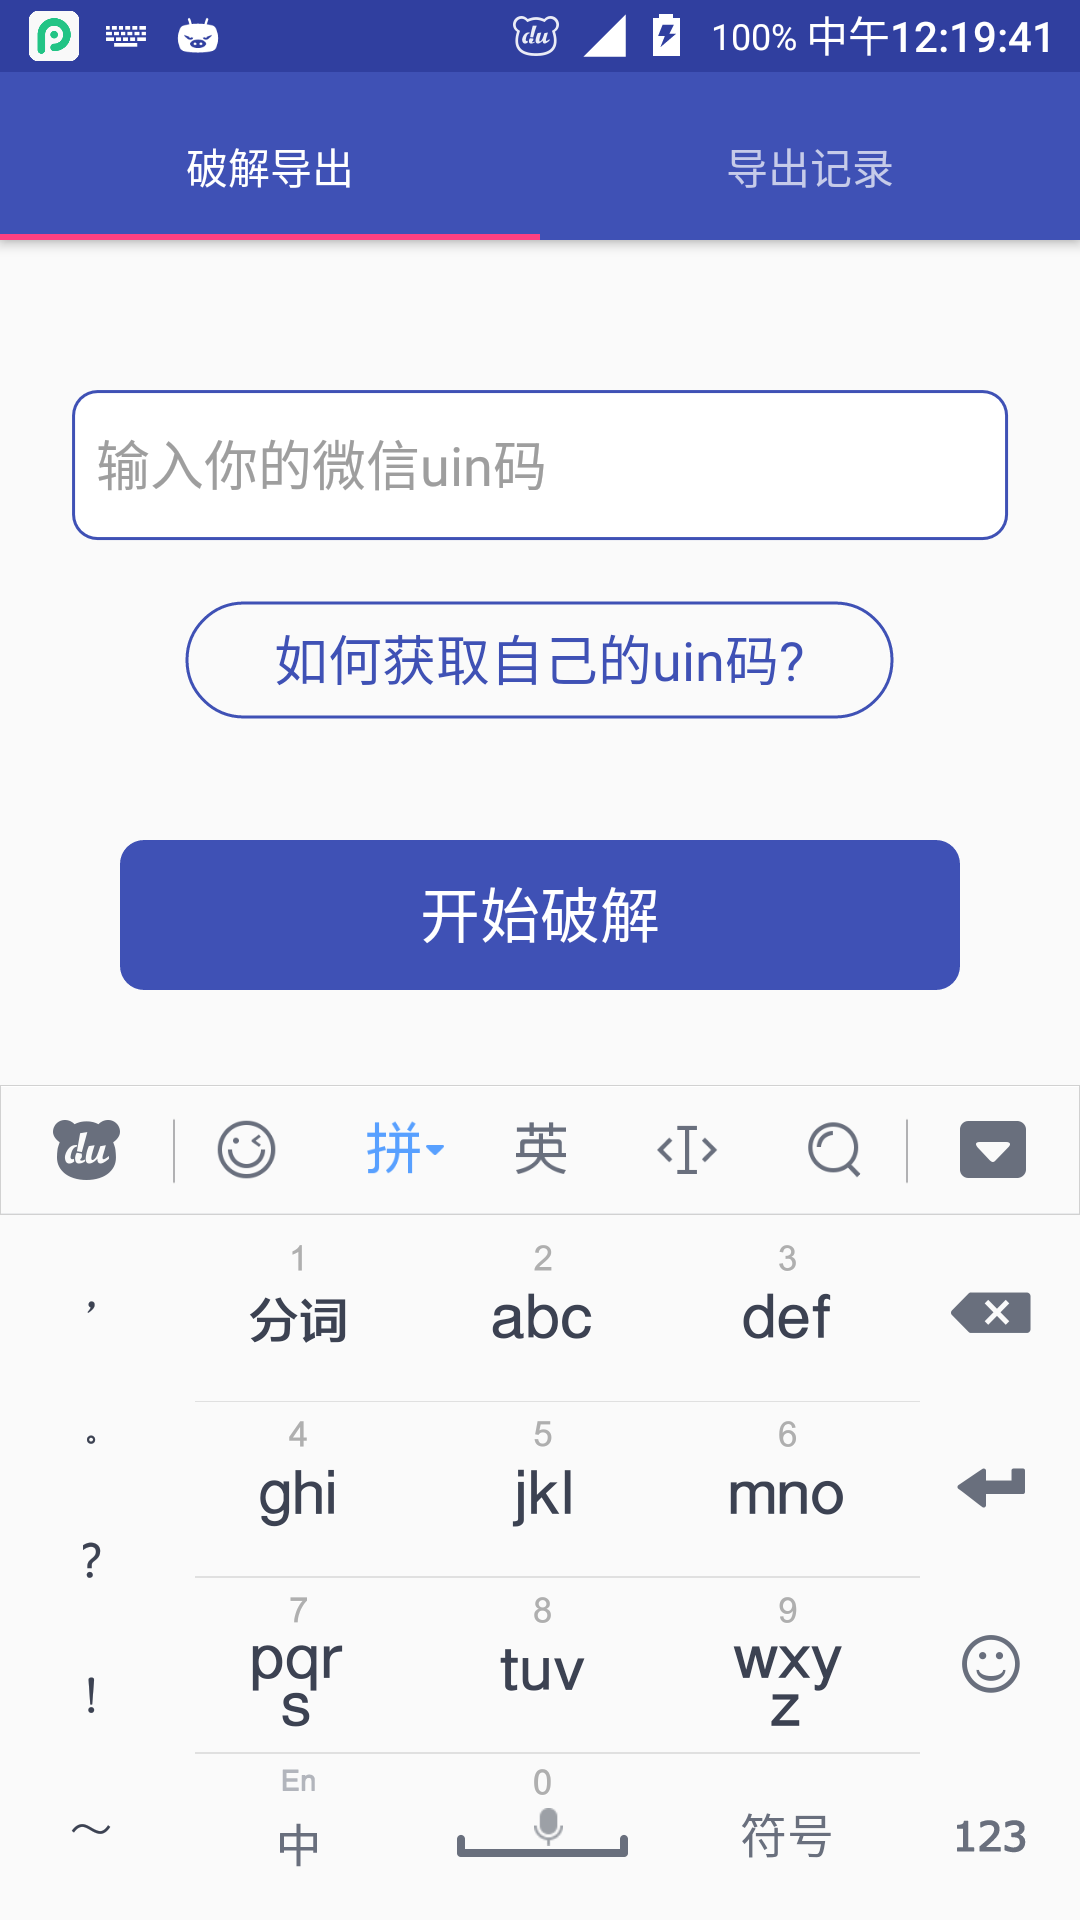 100% 中午12:19:41
破解导出 导出记录
输入你的微信uin码
如何获取自己的uin码?
开始破解
du 拼 英
1 2 3
， 分词 abc def
。 4 5 6
ghi jkl mno
?
7 8 9
pqrs tuv wxyz
!
En 0
～ 中 符号 123